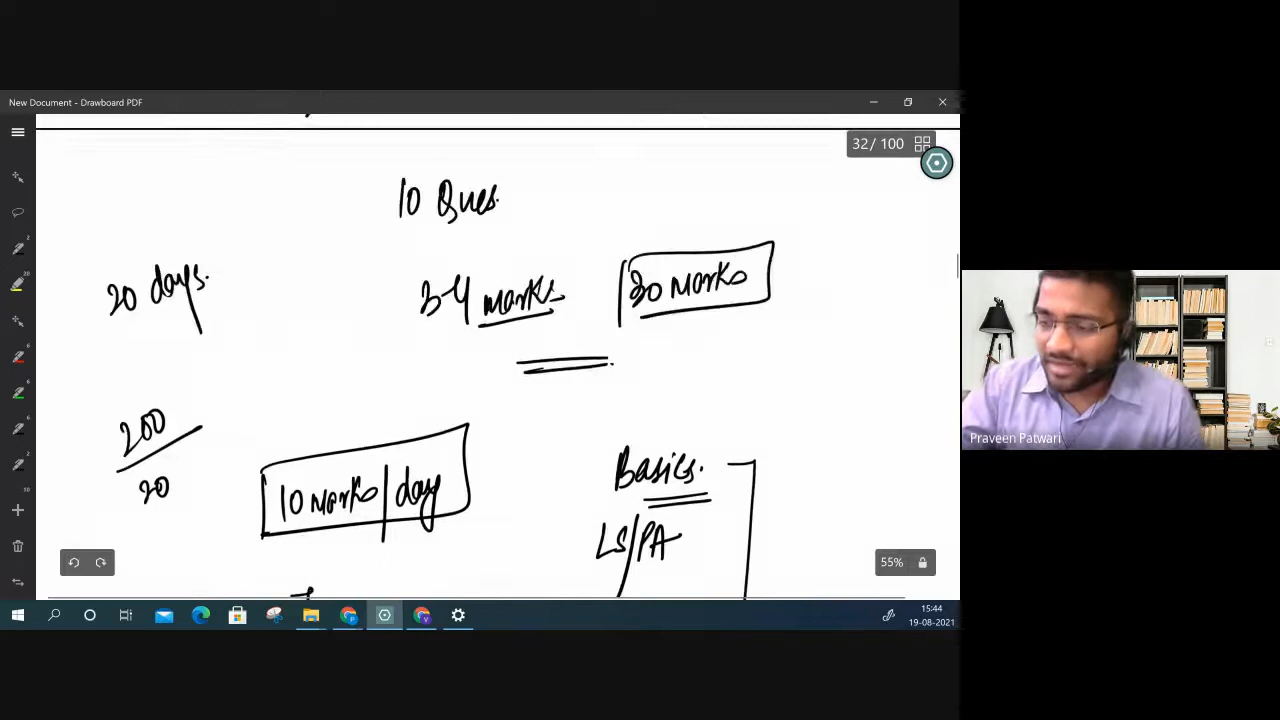 New Document - Drawboard PDF
32 / 100
10 Ques.
20 days.
3-4 marks
30 marks
200
20
10 marks | day
Basics.
LS/PA
55%
Praveen Patwari
15:44
19-08-2021